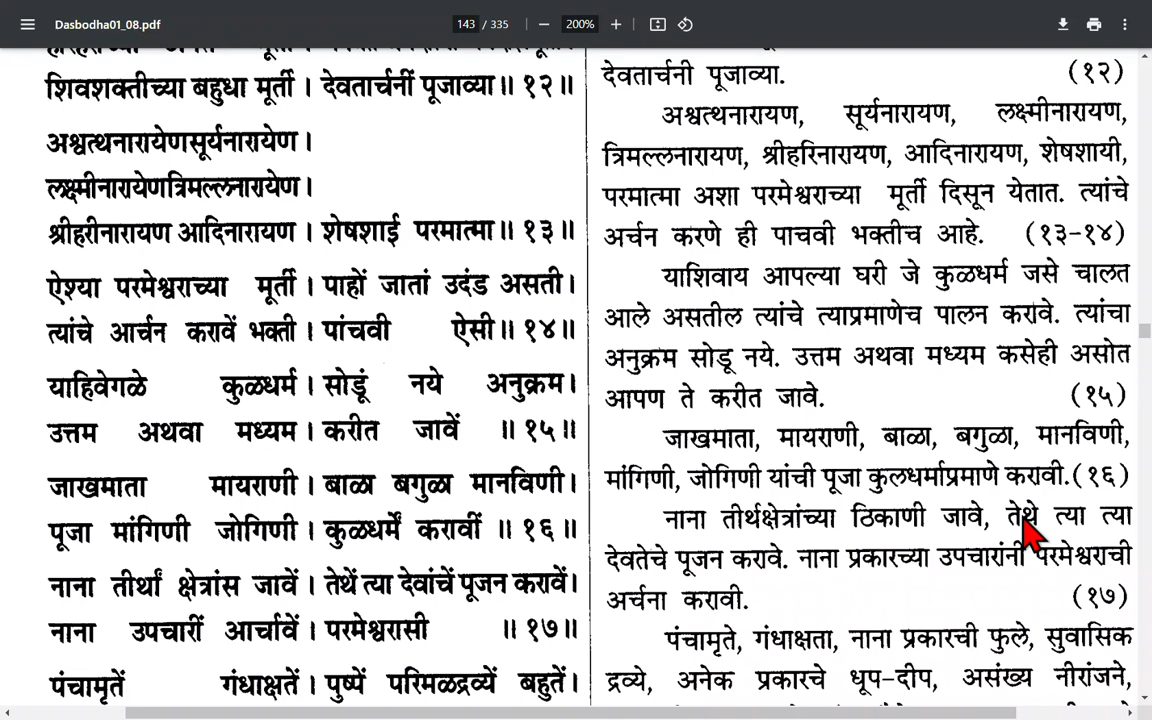 Dasbodha01_08.pdf
143 / 335
200%
शिवशक्तीच्या बहुधा मूर्ती। देवतार्चनीं पूजाव्या॥ १२॥
अश्वत्थनारायेणसूर्यनारायेण।
लक्ष्मीनारायेणत्रिमल्लनारायेण।
श्रीहरीनारायण आदिनारायण। शेषशाई परमात्मा॥ १३॥
ऐश्या परमेश्वराच्या मूर्ती। पाहों जातां उदंड असती।
त्यांचे आर्चन करावें भक्ती। पांचवी ऐसी॥ १४॥
याहिवेगळे कुळधर्म। सोडूं नये अनुक्रम।
उत्तम अथवा मध्यम। करीत जावें ॥ १५॥
जाखमाता मायराणी। बाळा बगुळा मानविणी।
पूजा मांगिणी जोगिणी। कुळधर्में करावीं ॥ १६॥
नाना तीर्थां क्षेत्रांस जावें। तेथें त्या देवांचें पूजन करावें।
नाना उपचारीं आर्चावें। परमेश्वरासी ॥ १७॥
पंचामृतें गंधाक्षतें। पुष्पें परिमळद्रव्यें बहुतें।
देवतार्चनी पूजाव्या. (१२)
अश्वत्थनारायण, सूर्यनारायण, लक्ष्मीनारायण,
त्रिमल्लनारायण, श्रीहरिनारायण, आदिनारायण, शेषशायी,
परमात्मा अशा परमेश्वराच्या मूर्ती दिसून येतात. त्यांचे
अर्चन करणे ही पाचवी भक्तीच आहे. (१३-१४)
याशिवाय आपल्या घरी जे कुळधर्म जसे चालत
आले असतील त्यांचे त्याप्रमाणेच पालन करावे. त्यांचा
अनुक्रम सोडू नये. उत्तम अथवा मध्यम कसेही असोत
आपण ते करीत जावे. (१५)
जाखमाता, मायराणी, बाळा, बगुळा, मानविणी,
मांगिणी, जोगिणी यांची पूजा कुलधर्माप्रमाणे करावी.(१६)
नाना तीर्थक्षेत्रांच्या ठिकाणी जावे, तेथे त्या त्या
देवतेचे पूजन करावे. नाना प्रकारच्या उपचारांनी परमेश्वराची
अर्चना करावी. (१७)
पंचामृते, गंधाक्षता, नाना प्रकारची फुले, सुवासिक
द्रव्ये, अनेक प्रकारचे धूप-दीप, असंख्य नीरांजने,